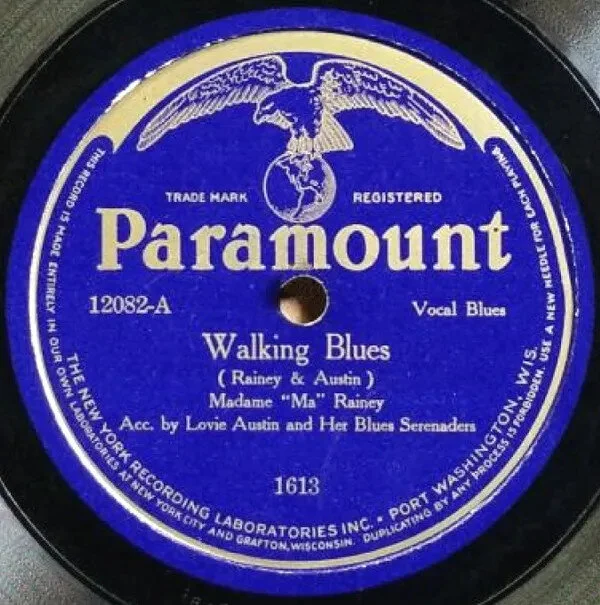 TRADE MARK REGISTERED
Paramount
12082-A Vocal Blues
Walking Blues
( Rainey & Austin )
Madame "Ma" Rainey
Acc. by Lovie Austin and Her Blues Serenaders
1613
THE NEW YORK RECORDING LABORATORIES INC. • PORT WASHINGTON, WIS.
THIS RECORD IS MADE ENTIRELY IN OUR OWN LABORATORIES AT NEW YORK CITY AND GRAFTON, WISCONSIN. DUPLICATING BY ANY PROCESS IS FORBIDDEN. USE A NEW NEEDLE FOR EACH PLAYING.